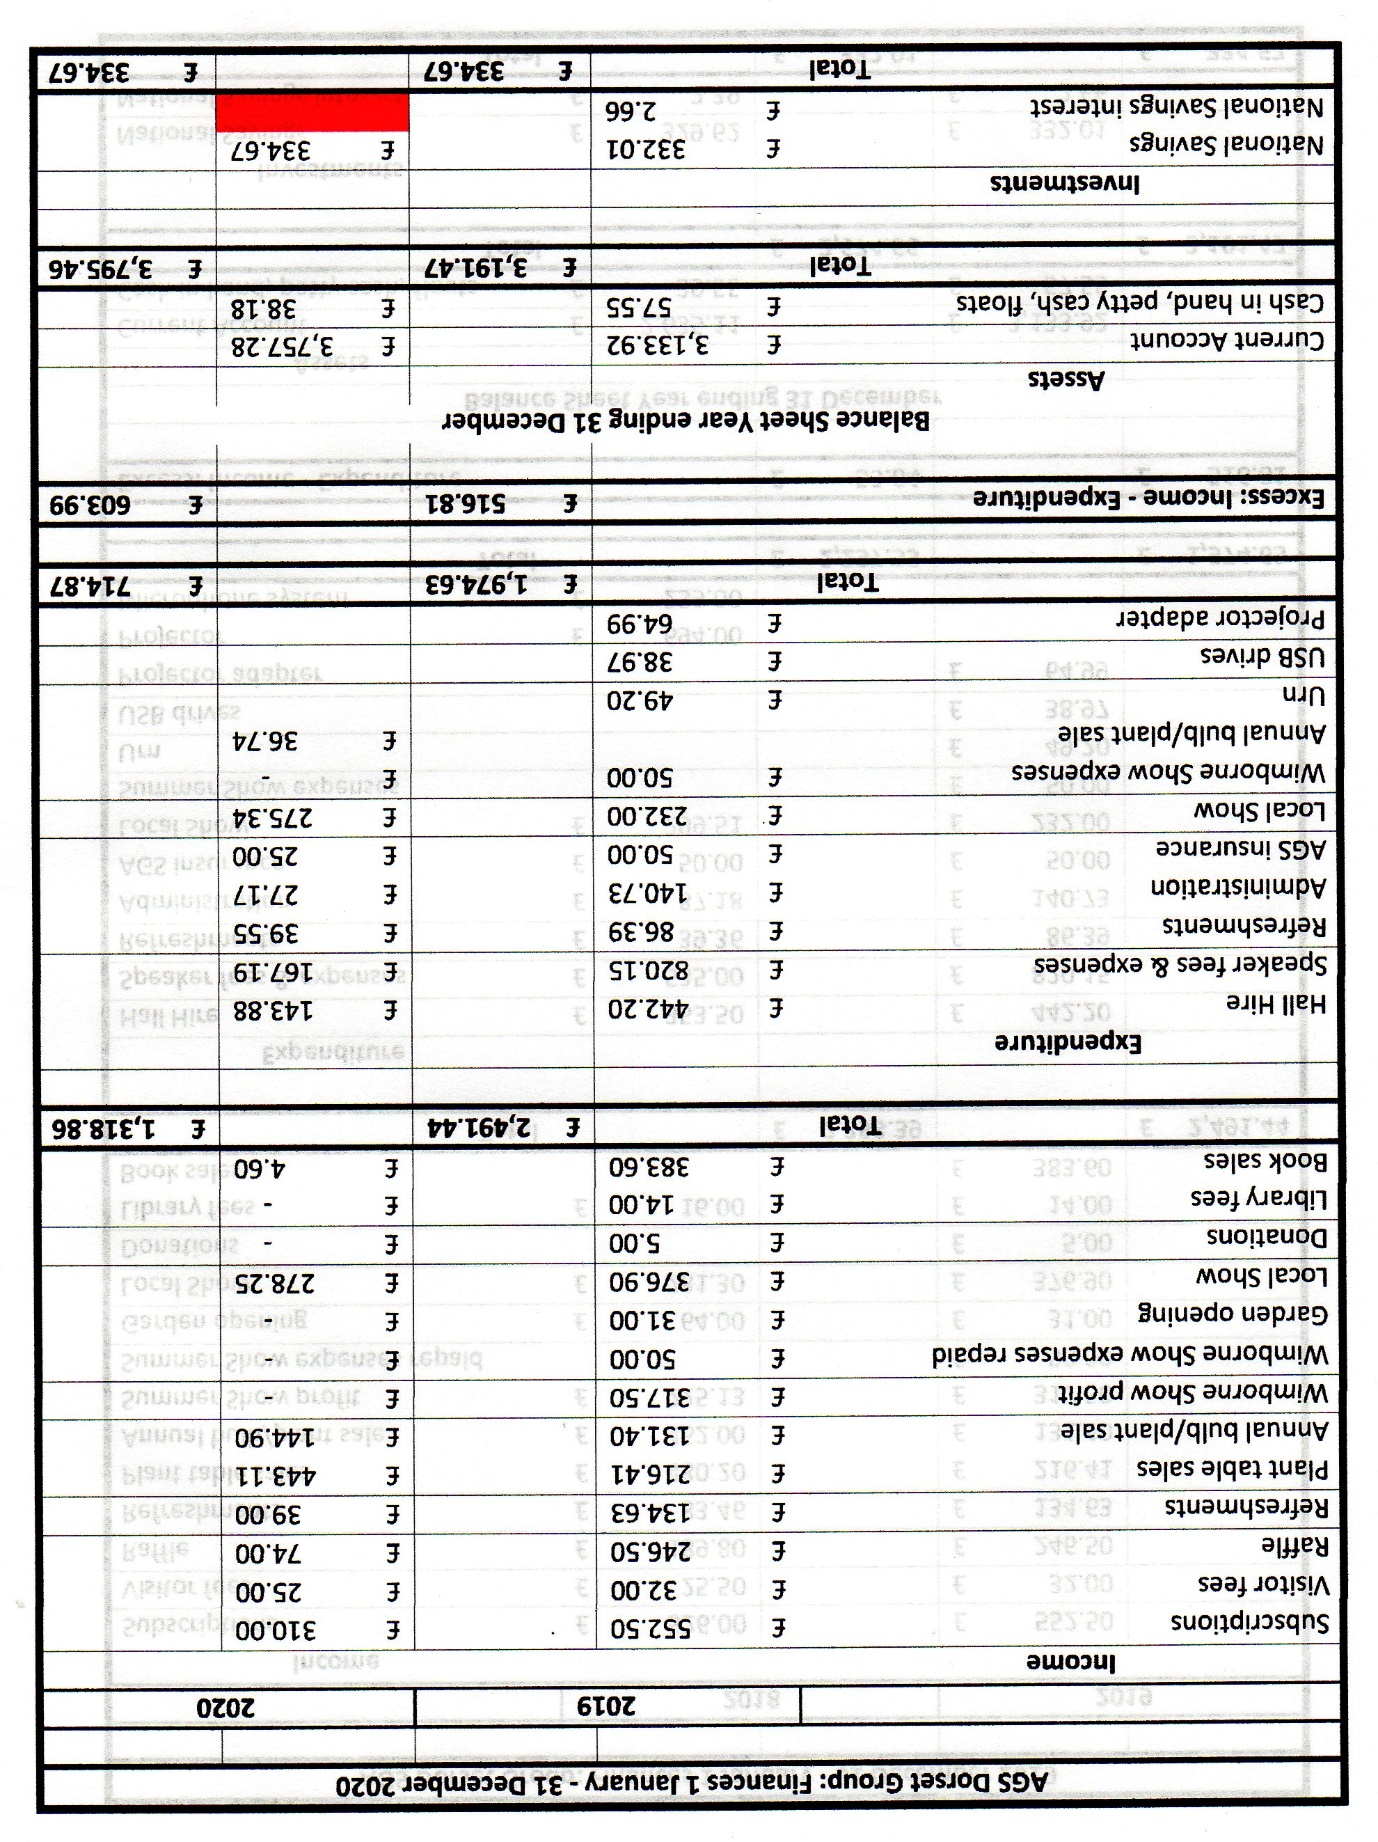 AGS Dorset Group: Finances 1 January - 31 December 2020
2019 2020
Income
Subscriptions £ 552.50 £ 310.00
Visitor fees £ 32.00 £ 25.00
Raffle £ 246.50 £ 74.00
Refreshments £ 134.63 £ 39.00
Plant table sales £ 216.41 £ 443.11
Annual bulb/plant sale £ 131.40 £ 144.90
Wimborne Show profit £ 317.50 £ -
Wimborne Show expenses repaid £ 50.00 £ -
Garden opening £ 31.00 £ -
Local Show £ 376.90 £ 278.25
Donations £ 5.00 £ -
Library fees £ 14.00 £ -
Book sales £ 383.60 £ 4.60
Total £ 2,491.44 £ 1,318.86
Expenditure
Hall Hire £ 442.20 £ 143.88
Speaker fees & expenses £ 820.15 £ 167.19
Refreshments £ 86.39 £ 39.55
Administration £ 140.73 £ 27.17
AGS insurance £ 50.00 £ 25.00
Local Show £ 232.00 £ 275.34
Wimborne Show expenses £ 50.00 £ -
Annual bulb/plant sale £ 36.74
Urn £ 49.20
USB drives £ 38.97
Projector adapter £ 64.99
Total £ 1,974.63 £ 714.87
Excess: Income - Expenditure £ 516.81 £ 603.99
Balance Sheet Year ending 31 December
Assets
Current Account £ 3,133.92 £ 3,757.28
Cash in hand, petty cash, floats £ 57.55 £ 38.18
Total £ 3,191.47 £ 3,795.46
Investments
National Savings £ 332.01 £ 334.67
National Savings interest £ 2.66
Total £ 334.67 £ 334.67